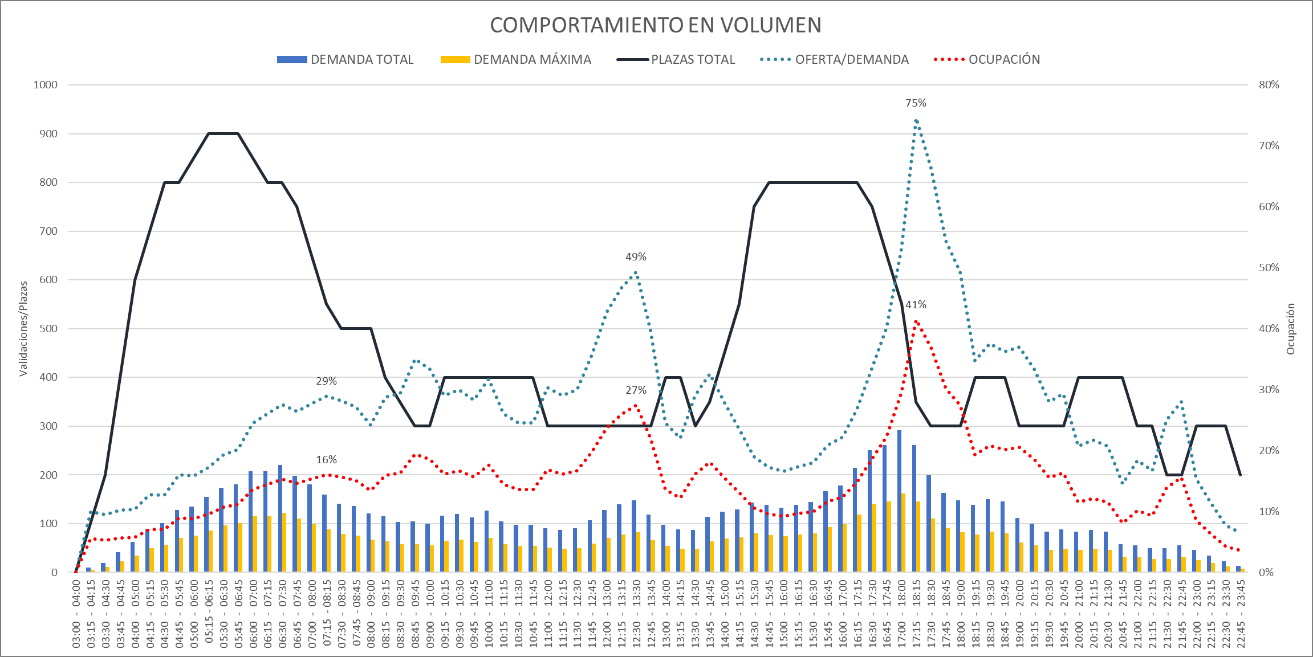 COMPORTAMIENTO EN VOLUMEN
DEMANDA TOTAL DEMANDA MÁXIMA PLAZAS TOTAL OFERTA/DEMANDA OCUPACIÓN
1000
900
800
700
600
500
400
300
200
100
0
Validaciones/Plazas
80%
70%
60%
50%
40%
30%
20%
10%
0%
Ocupación
29%
16%
49%
27%
75%
41%
03:00 - 04:00
03:15 - 04:15
03:30 - 04:30
03:45 - 04:45
04:00 - 05:00
04:15 - 05:15
04:30 - 05:30
04:45 - 05:45
05:00 - 06:00
05:15 - 06:15
05:30 - 06:30
05:45 - 06:45
06:00 - 07:00
06:15 - 07:15
06:30 - 07:30
06:45 - 07:45
07:00 - 08:00
07:15 - 08:15
07:30 - 08:30
07:45 - 08:45
08:00 - 09:00
08:15 - 09:15
08:30 - 09:30
08:45 - 09:45
09:00 - 10:00
09:15 - 10:15
09:30 - 10:30
09:45 - 10:45
10:00 - 11:00
10:15 - 11:15
10:30 - 11:30
10:45 - 11:45
11:00 - 12:00
11:15 - 12:15
11:30 - 12:30
11:45 - 12:45
12:00 - 13:00
12:15 - 13:15
12:30 - 13:30
12:45 - 13:45
13:00 - 14:00
13:15 - 14:15
13:30 - 14:30
13:45 - 14:45
14:00 - 15:00
14:15 - 15:15
14:30 - 15:30
14:45 - 15:45
15:00 - 16:00
15:15 - 16:15
15:30 - 16:30
15:45 - 16:45
16:00 - 17:00
16:15 - 17:15
16:30 - 17:30
16:45 - 17:45
17:00 - 18:00
17:15 - 18:15
17:30 - 18:30
17:45 - 18:45
18:00 - 19:00
18:15 - 19:15
18:30 - 19:30
18:45 - 19:45
19:00 - 20:00
19:15 - 20:15
19:30 - 20:30
19:45 - 20:45
20:00 - 21:00
20:15 - 21:15
20:30 - 21:30
20:45 - 21:45
21:00 - 22:00
21:15 - 22:15
21:30 - 22:30
21:45 - 22:45
22:00 - 23:00
22:15 - 23:15
22:30 - 23:30
22:45 - 23:45